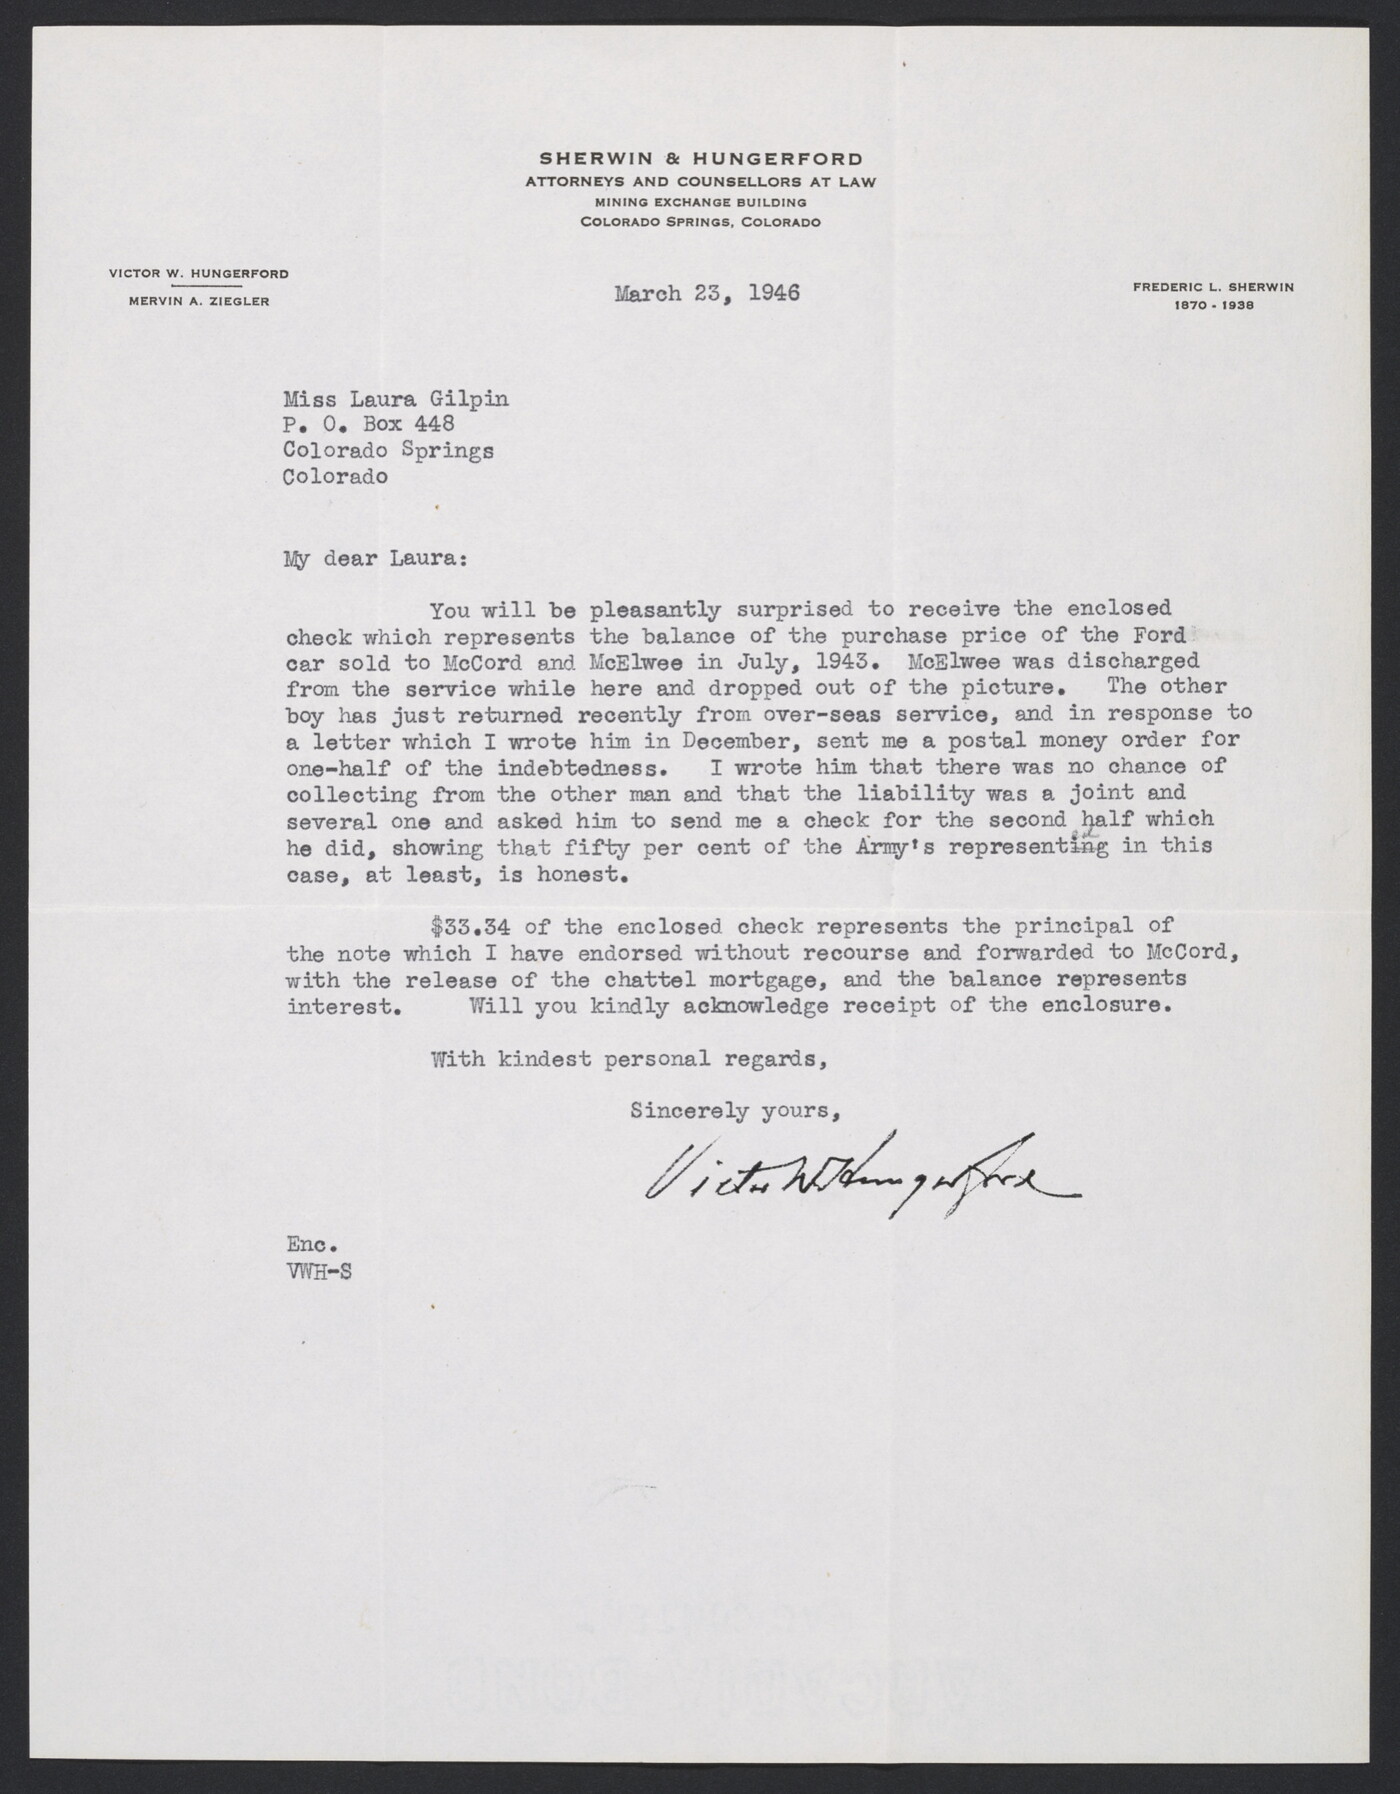 SHERWIN & HUNGERFORD
ATTORNEYS AND COUNSELLORS AT LAW
MINING EXCHANGE BUILDING
COLORADO SPRINGS, COLORADO
VICTOR W. HUNGERFORD
MERVIN A. ZIEGLER
March 23, 1946
FREDERIC L. SHERWIN
1870 - 1938
Miss Laura Gilpin
P. O. Box 448
Colorado Springs
Colorado
My dear Laura:
You will be pleasantly surprised to receive the enclosed
check which represents the balance of the purchase price of the Ford
car sold to McCord and McElwee in July, 1943. McElwee was discharged
from the service while here and dropped out of the picture. The other
boy has just returned recently from over-seas service, and in response to
a letter which I wrote him in December, sent me a postal money order for
one-half of the indebtedness. I wrote him that there was no chance of
collecting from the other man and that the liability was a joint and
several one and asked him to send me a check for the second half which
ed
he did, showing that fifty per cent of the Army's representing in this
case, at least, is honest.
$33.34 of the enclosed check represents the principal of
the note which I have endorsed without recourse and forwarded to McCord,
with the release of the chattel mortgage, and the balance represents
interest. Will you kindly acknowledge receipt of the enclosure.
With kindest personal regards,
Sincerely yours,
Victor W Hungerford
Enc.
VWH-S